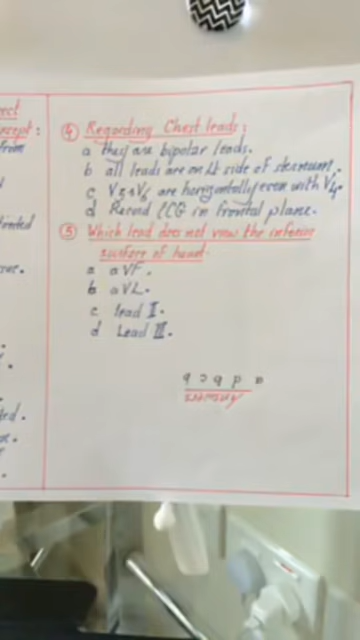 ④ Regarding Chest leads:
a they are bipolar leads.
b all leads are on Lt side of sternum.
c V5 & V6 are horizontally even with V4.
d Record ECG in frontal plane.
⑤ Which lead does not view the inferior
surface of heart.
a aVF.
b aVL.
c lead II.
d Lead III.
a d b c b
Answers